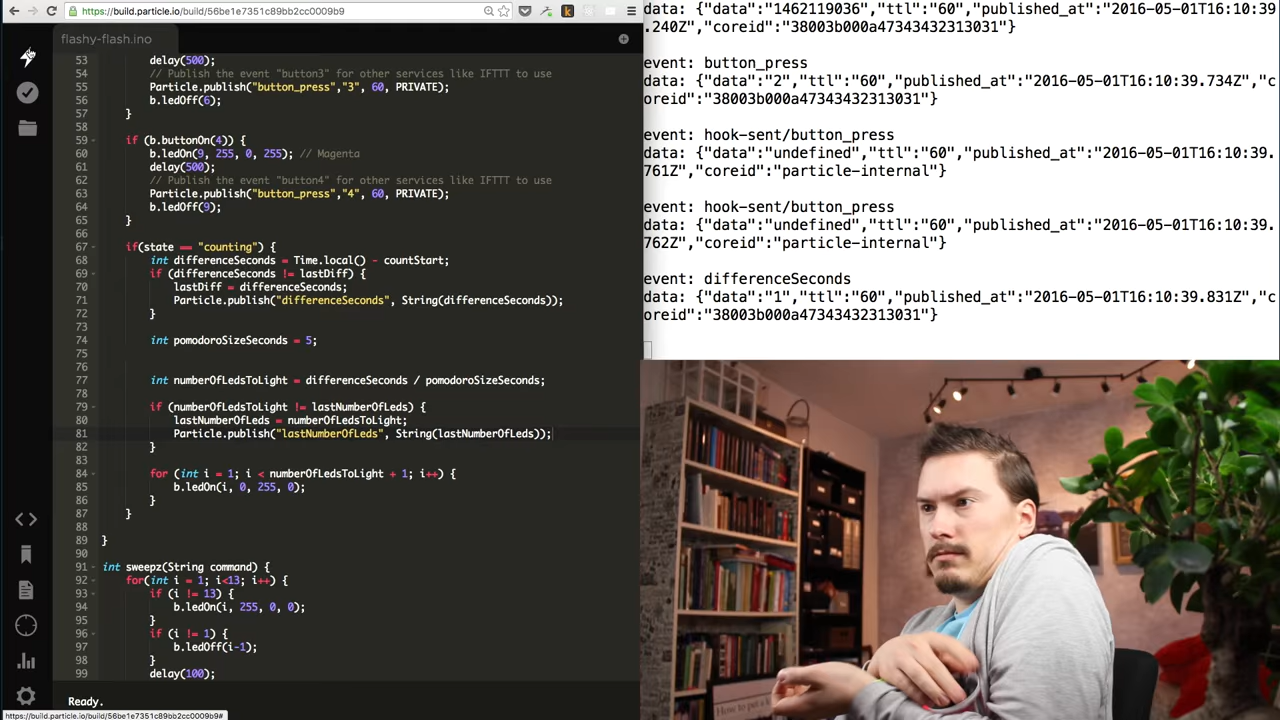 https://build.particle.io/build/56be1e7351c89bb2cc0009b9
flashy-flash.ino
53 delay(500);
54 // Publish the event "button3" for other services like IFTTT to use
55 Particle.publish("button_press","3", 60, PRIVATE);
56 b.ledOff(6);
57 }
58
59 if (b.buttonOn(4)) {
60 b.ledOn(9, 255, 0, 255); // Magenta
61 delay(500);
62 // Publish the event "button4" for other services like IFTTT to use
63 Particle.publish("button_press","4", 60, PRIVATE);
64 b.ledOff(9);
65 }
66
67 if(state == "counting") {
68 int differenceSeconds = Time.local() - countStart;
69 if (differenceSeconds != lastDiff) {
70 lastDiff = differenceSeconds;
71 Particle.publish("differenceSeconds", String(differenceSeconds));
72 }
73
74 int pomodoroSizeSeconds = 5;
75
76
77 int numberOfLedsToLight = differenceSeconds / pomodoroSizeSeconds;
78
79 if (numberOfLedsToLight != lastNumberOfLeds) {
80 lastNumberOfLeds = numberOfLedsToLight;
81 Particle.publish("lastNumberOfLeds", String(lastNumberOfLeds));
82 }
83
84 for (int i = 1; i < numberOfLedsToLight + 1; i++) {
85 b.ledOn(i, 0, 255, 0);
86 }
87 }
88
89 }
90
91 int sweepz(String command) {
92 for(int i = 1; i<13; i++) {
93 if (i != 13) {
94 b.ledOn(i, 255, 0, 0);
95 }
96 if (i != 1) {
97 b.ledOff(i-1);
98 }
99 delay(100);
Ready.
https://build.particle.io/build/56be1e7351c89bb2cc0009b9#
data: {"data":"1462119036","ttl":"60","published_at":"2016-05-01T16:10:39
.240Z","coreid":"38003b000a47343432313031"}
event: button_press
data: {"data":"2","ttl":"60","published_at":"2016-05-01T16:10:39.734Z","c
oreid":"38003b000a47343432313031"}
event: hook-sent/button_press
data: {"data":"undefined","ttl":"60","published_at":"2016-05-01T16:10:39.
761Z","coreid":"particle-internal"}
event: hook-sent/button_press
data: {"data":"undefined","ttl":"60","published_at":"2016-05-01T16:10:39.
762Z","coreid":"particle-internal"}
event: differenceSeconds
data: {"data":"1","ttl":"60","published_at":"2016-05-01T16:10:39.831Z","c
oreid":"38003b000a47343432313031"}